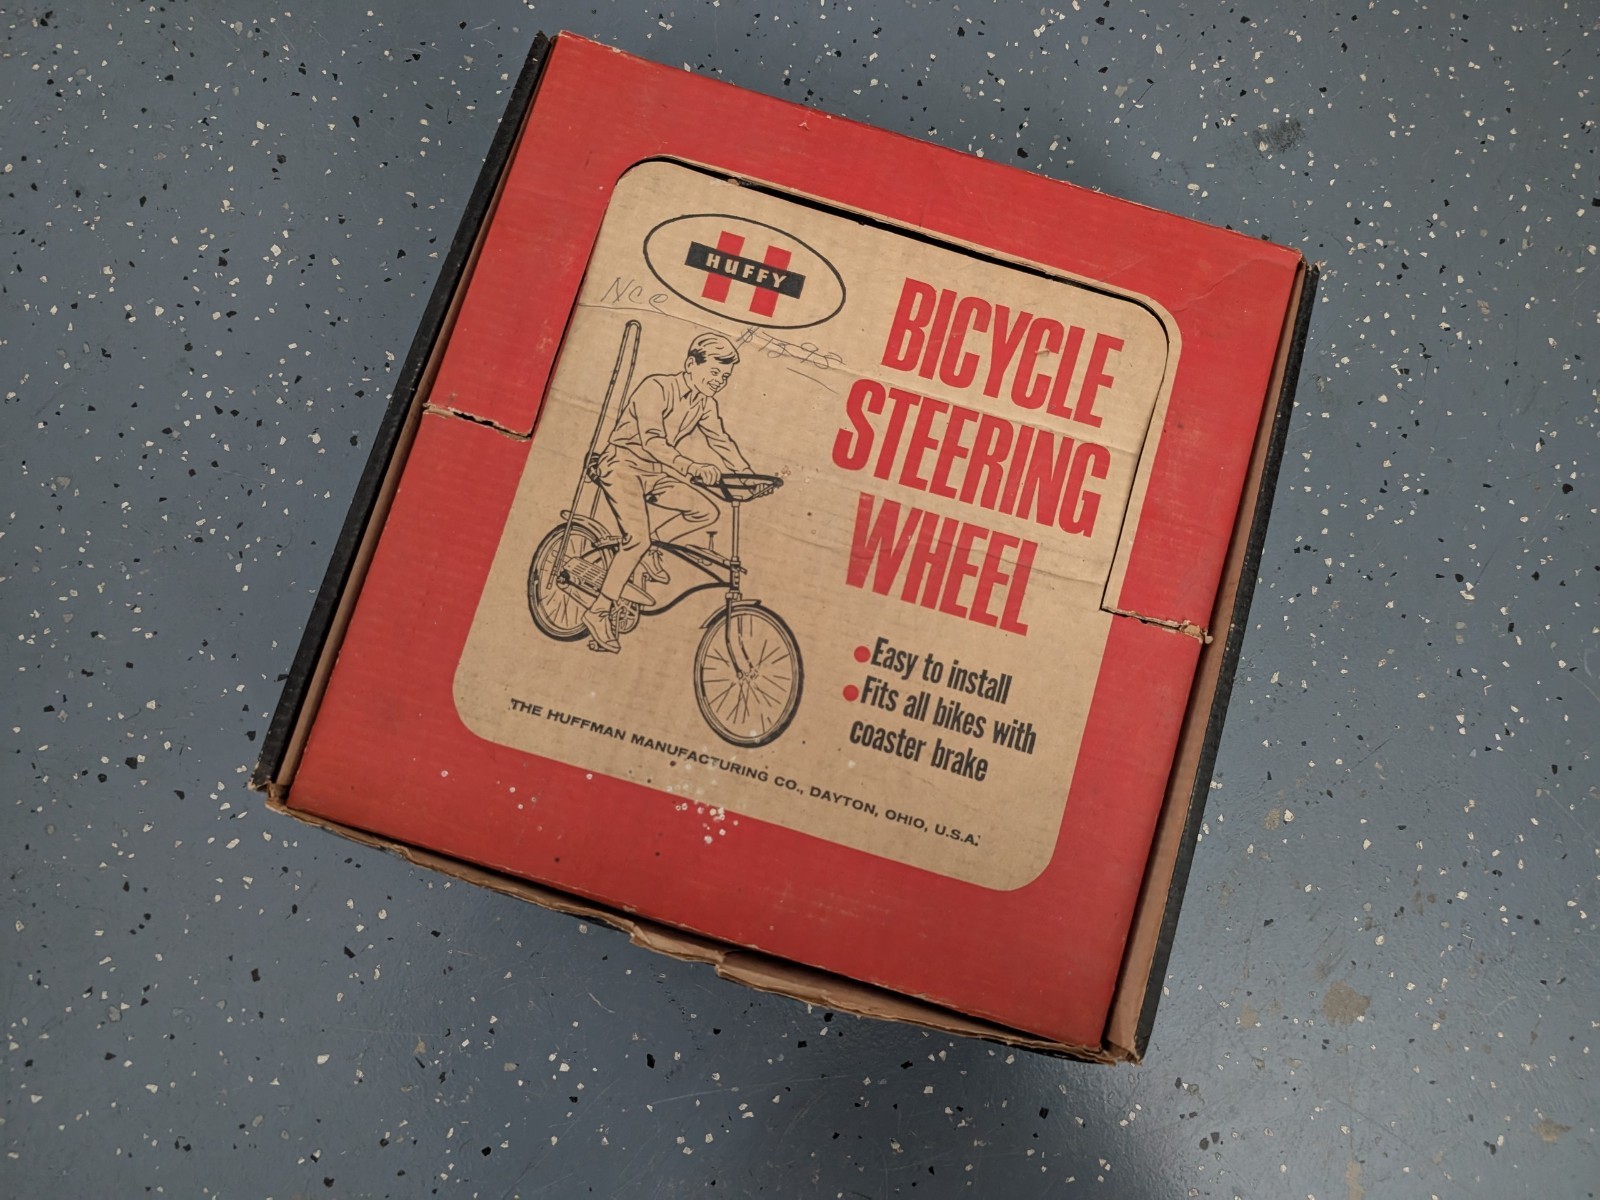 HUFFY
BICYCLE
STEERING
WHEEL
Easy to install
Fits all bikes with
coaster brake
THE HUFFMAN MANUFACTURING CO., DAYTON, OHIO, U.S.A.